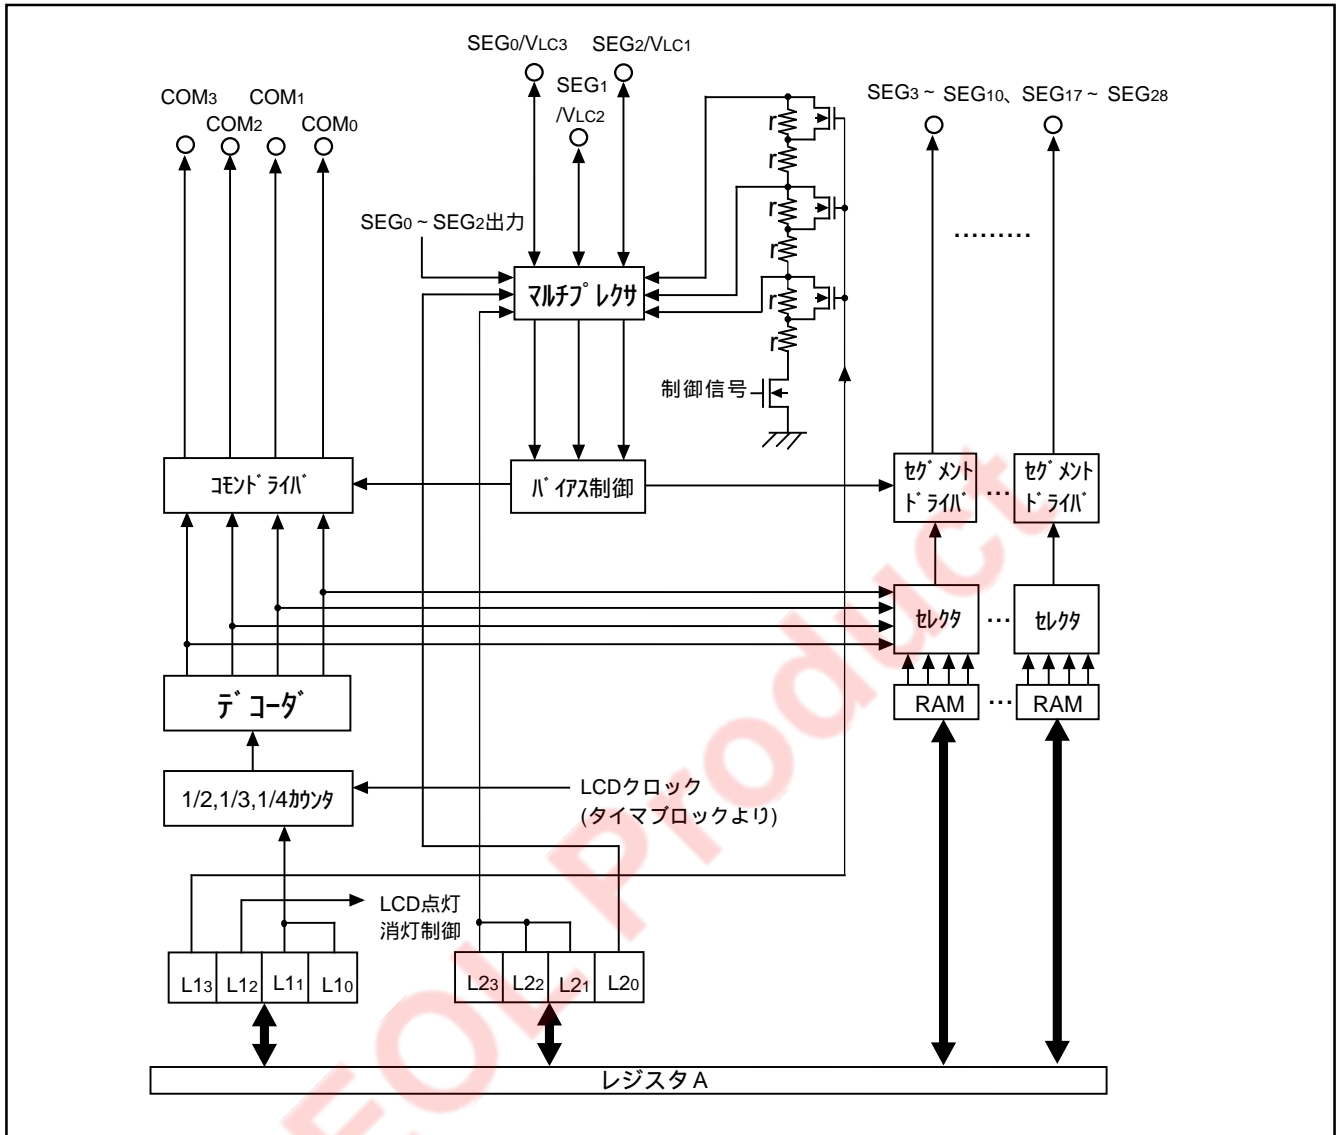 SEG0/VLC3
SEG2/VLC1
SEG1
/VLC2
COM3
COM2
COM1
COM0
SEG3 ~ SEG10、SEG17 ~ SEG28
r
r
r
r
r
r
SEG0 ~ SEG2出力
マルチプレクサ
制御信号
コモンドライバ
バイアス制御
セグメント
ドライバ
...
セグメント
ドライバ
セレクタ
...
セレクタ
デコーダ
RAM
...
RAM
1/2,1/3,1/4カウンタ
LCDクロック
(タイマブロックより)
LCD点灯
消灯制御
L13
L12
L11
L10
L23
L22
L21
L20
レジスタA
EOL Product